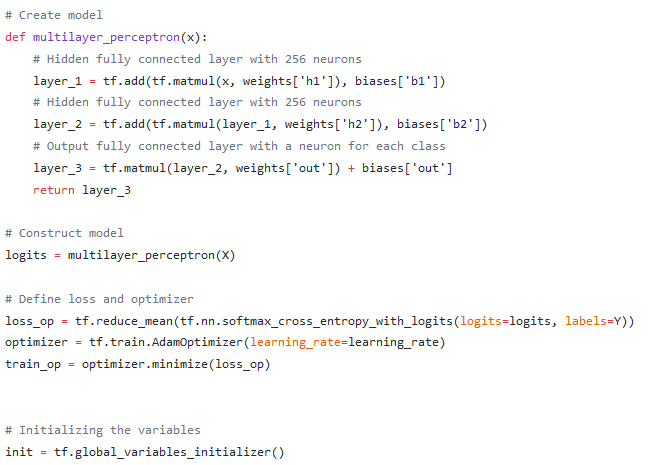 # Create model
def multilayer_perceptron(x):
    # Hidden fully connected layer with 256 neurons
    layer_1 = tf.add(tf.matmul(x, weights['h1']), biases['b1'])
    # Hidden fully connected layer with 256 neurons
    layer_2 = tf.add(tf.matmul(layer_1, weights['h2']), biases['b2'])
    # Output fully connected layer with a neuron for each class
    layer_3 = tf.matmul(layer_2, weights['out']) + biases['out']
    return layer_3

# Construct model
logits = multilayer_perceptron(X)

# Define loss and optimizer
loss_op = tf.reduce_mean(tf.nn.softmax_cross_entropy_with_logits(logits=logits, labels=Y))
optimizer = tf.train.AdamOptimizer(learning_rate=learning_rate)
train_op = optimizer.minimize(loss_op)


# Initializing the variables
init = tf.global_variables_initializer()